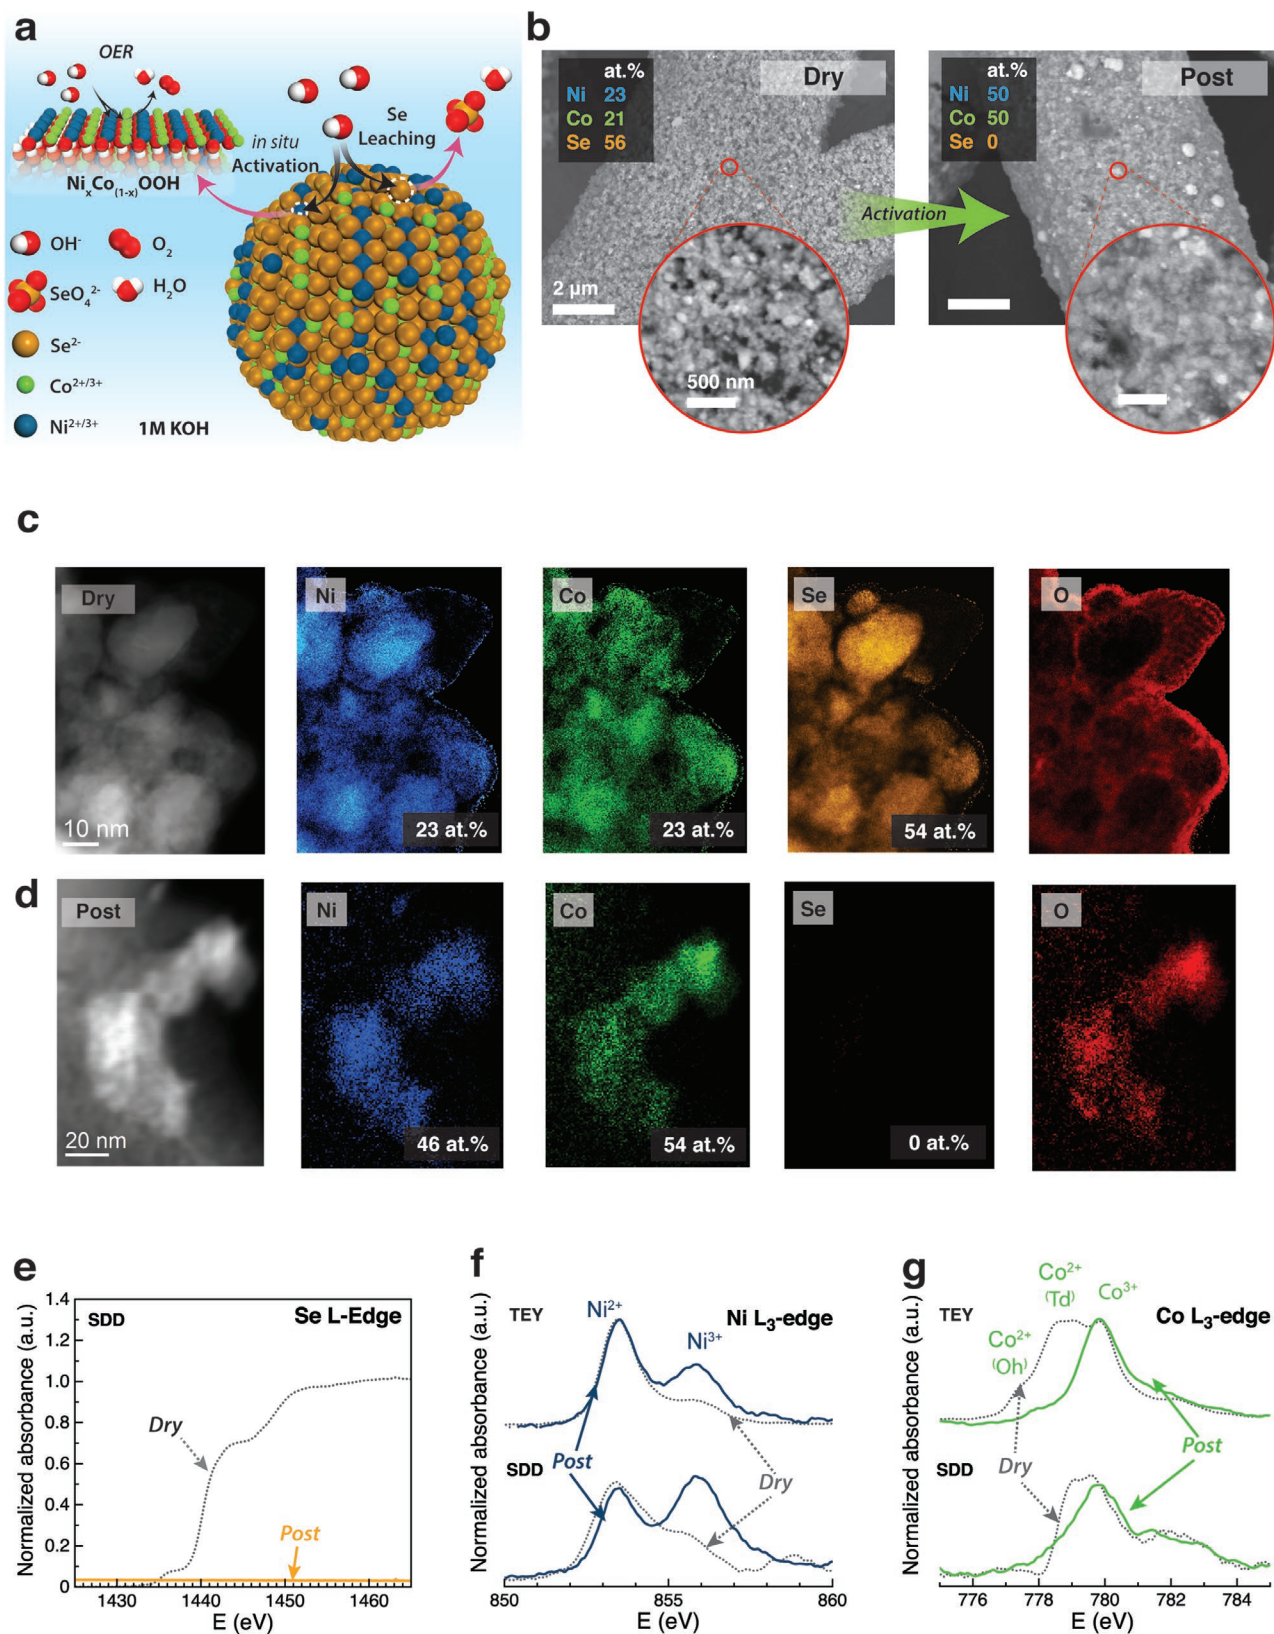 a
OER
in situ
Activation
Se
Leaching
NiₓCo₍₁₋ₓ₎OOH
OH⁻
O₂
SeO₄²⁻
H₂O
Se²⁻
Co²⁺/³⁺
Ni²⁺/³⁺
1M KOH
b
at.%
Ni 23
Co 21
Se 56
Dry
2 µm
500 nm
Activation
at.%
Ni 50
Co 50
Se 0
Post
c
Dry
10 nm
Ni
23 at.%
Co
23 at.%
Se
54 at.%
O
d
Post
20 nm
Ni
46 at.%
Co
54 at.%
Se
0 at.%
O
e
Normalized absorbance (a.u.)
1.4
1.2
1.0
0.8
0.6
0.4
0.2
0
SDD
Se L-Edge
Dry
Post
1430 1440 1450 1460
E (eV)
f
Normalized absorbance (a.u.)
TEY
Ni²⁺
Ni L₃-edge
Ni³⁺
Post
SDD
Dry
850 855 860
E (eV)
g
Normalized absorbance (a.u.)
TEY
Co²⁺
(Td)
Co³⁺
Co L₃-edge
Co²⁺
(Oh)
Dry
Post
SDD
776 778 780 782 784
E (eV)